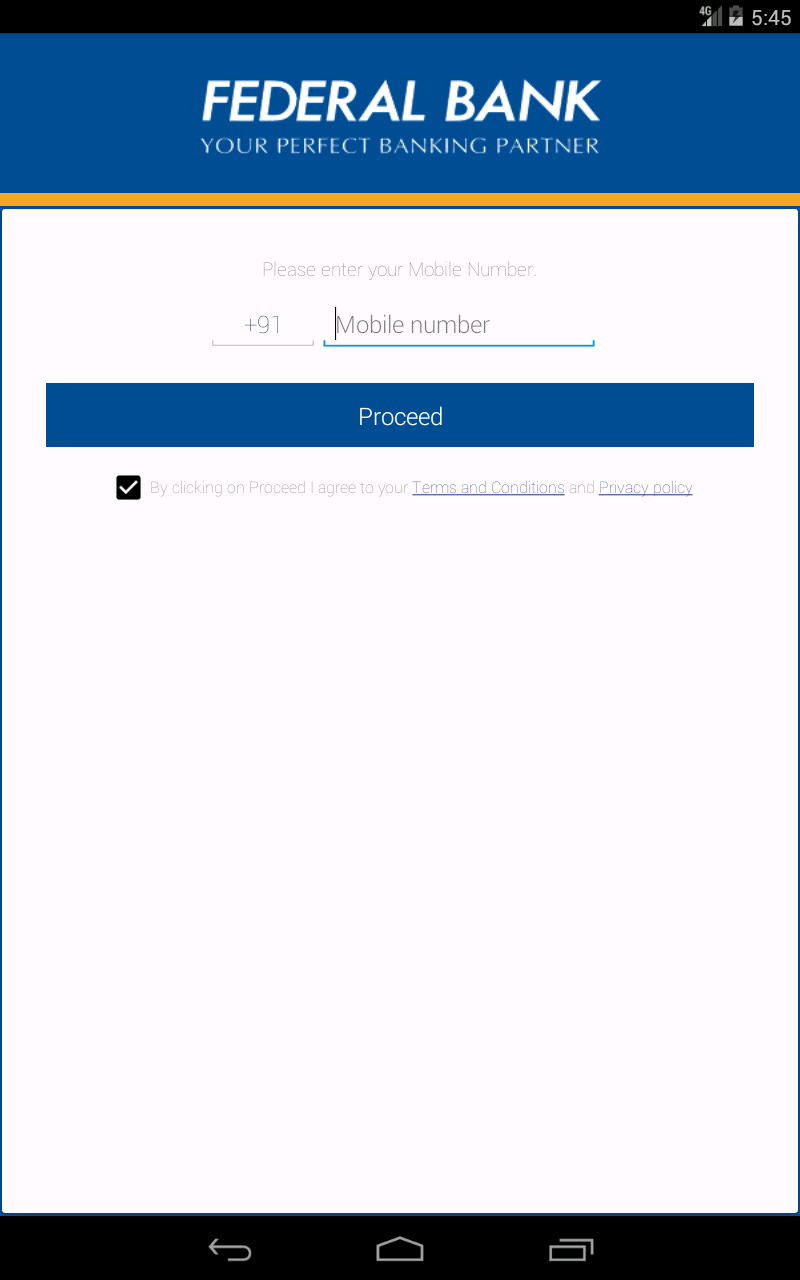 4G 5:45
FEDERAL BANK
YOUR PERFECT BANKING PARTNER
Please enter your Mobile Number.
+91 Mobile number
Proceed
By clicking on Proceed I agree to your Terms and Conditions and Privacy policy